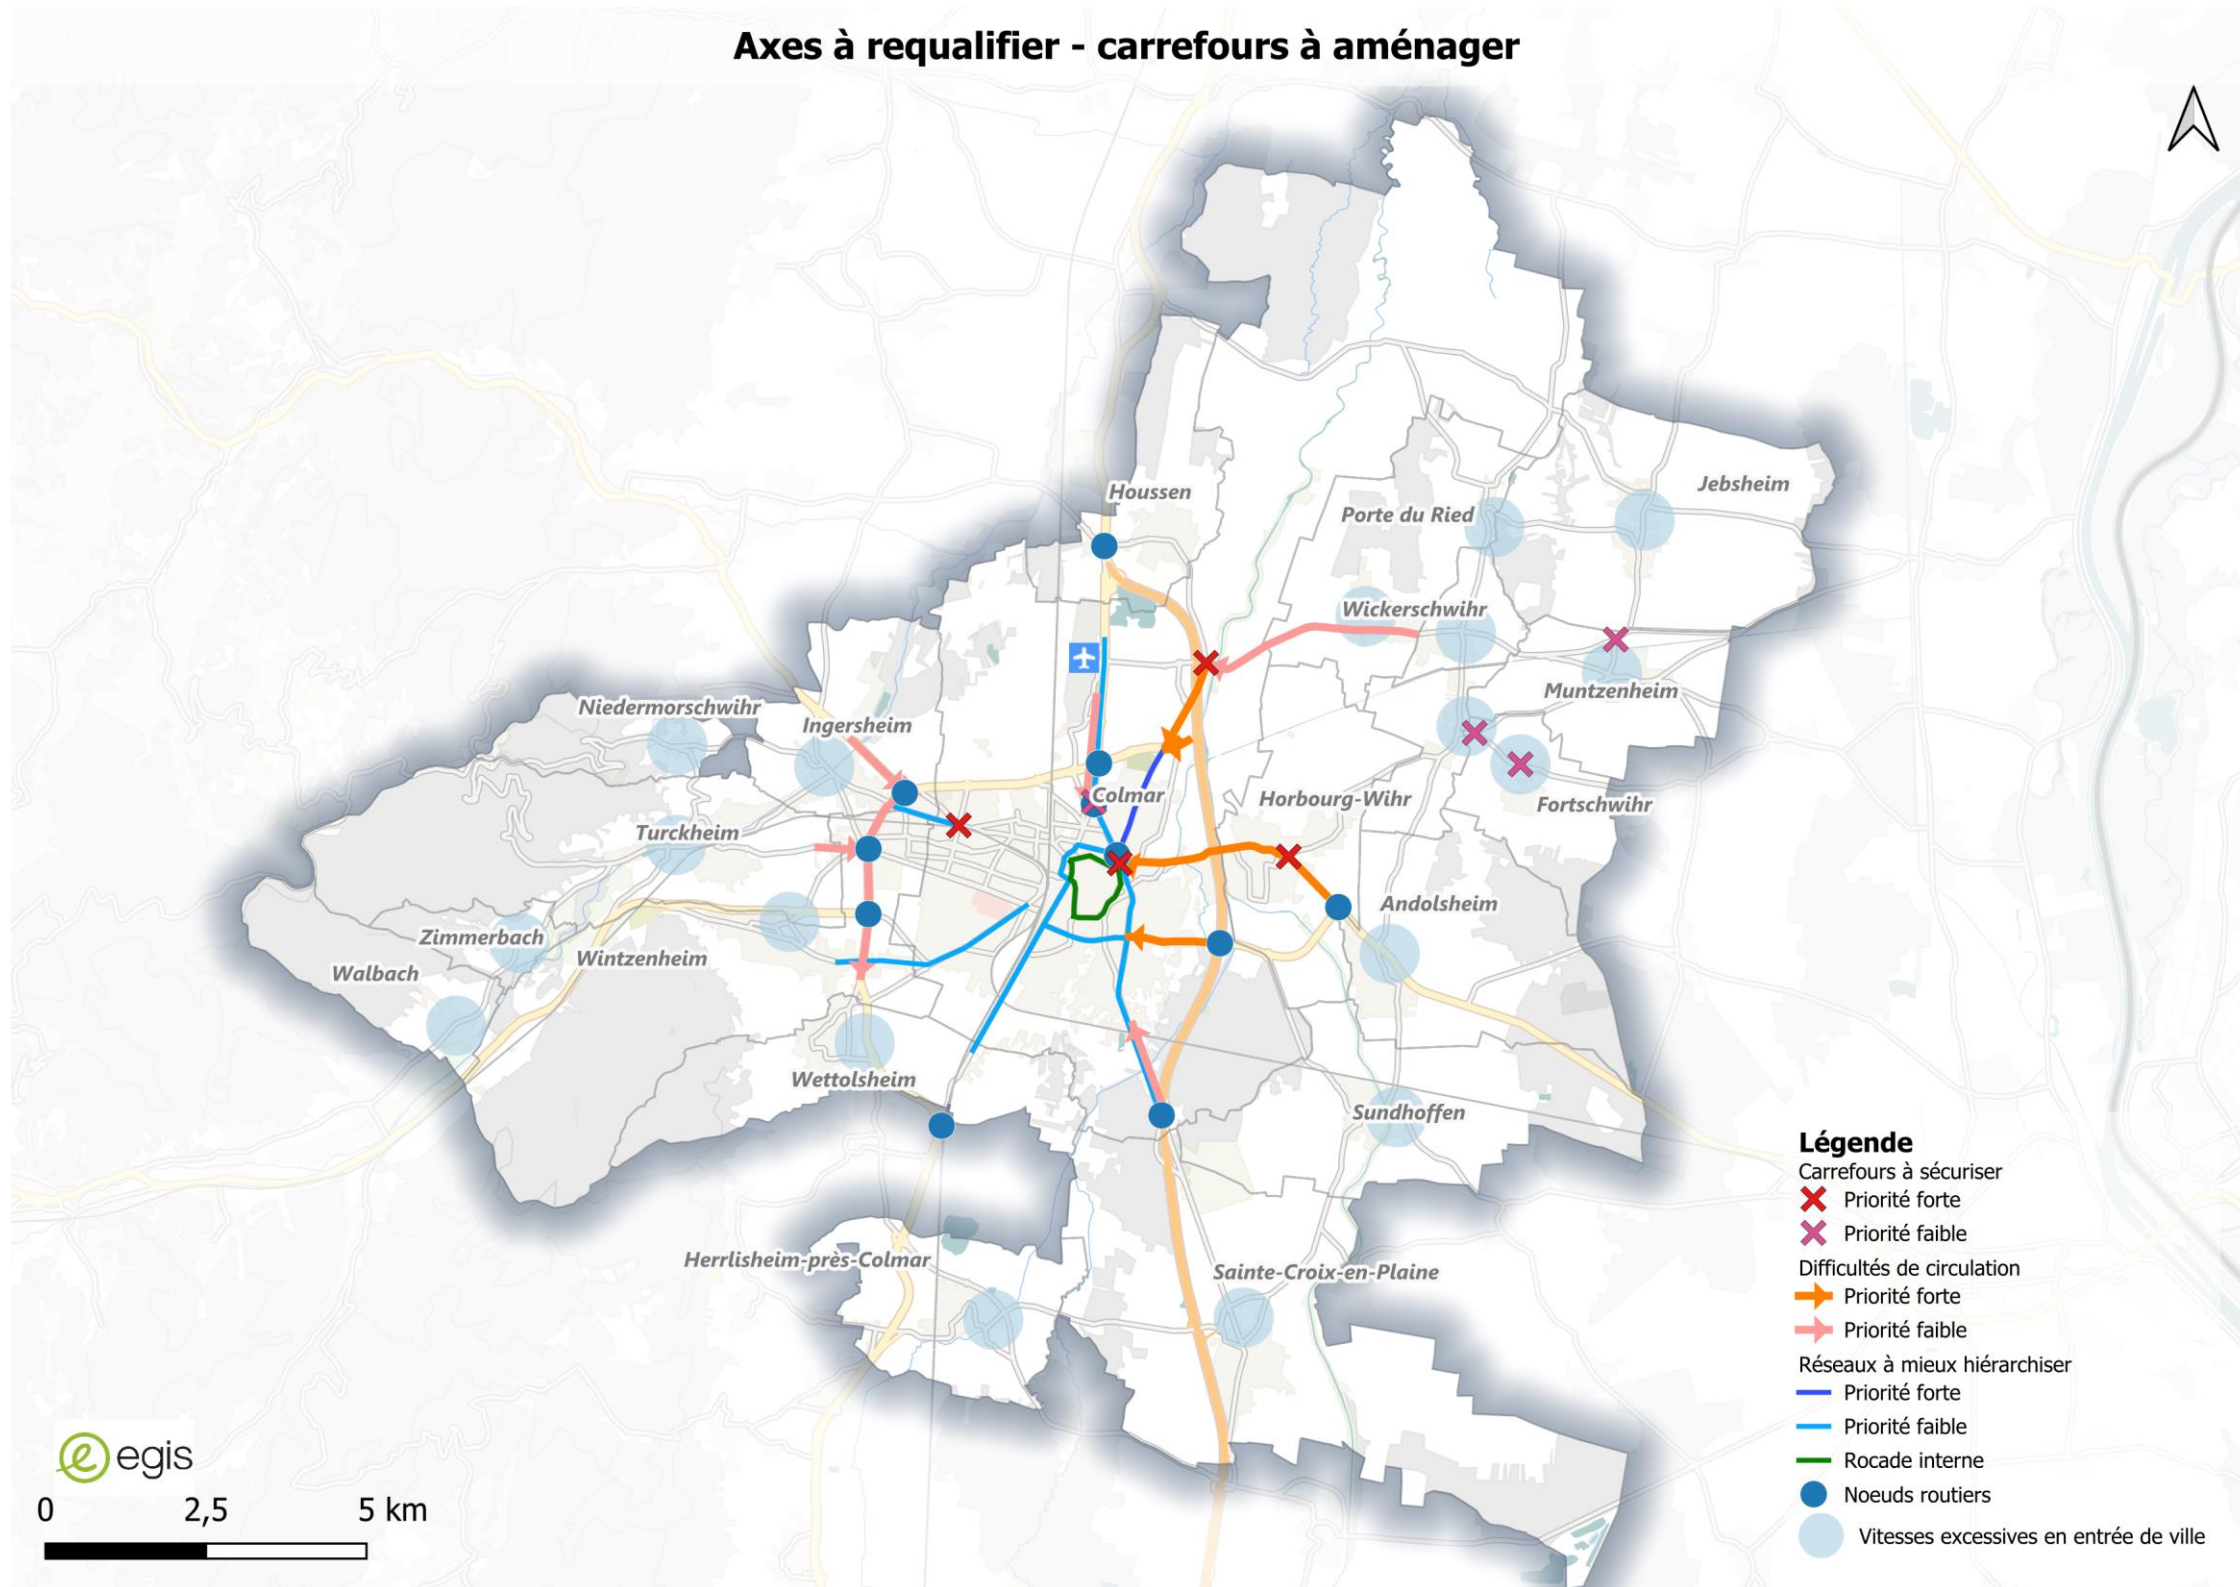 Axes à requalifier - carrefours à aménager
Houssen
Jebsheim
Porte du Ried
Wickerschwihr
Muntzenheim
Niedermorschwihr
Ingersheim
Colmar
Horbourg-Wihr
Fortschwihr
Turckheim
Andolsheim
Zimmerbach
Wintzenheim
Walbach
Wettolsheim
Sundhoffen
Herrlisheim-près-Colmar
Sainte-Croix-en-Plaine
Légende
Carrefours à sécuriser
Priorité forte
Priorité faible
Difficultés de circulation
Priorité forte
Priorité faible
Réseaux à mieux hiérarchiser
Priorité forte
Priorité faible
Rocade interne
Noeuds routiers
Vitesses excessives en entrée de ville
egis
0 2,5 5 km